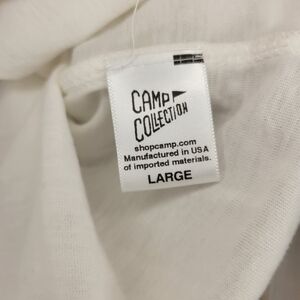 CAMP
COLLECTION
shopcamp.com
Manufactured in USA
of imported materials.
LARGE